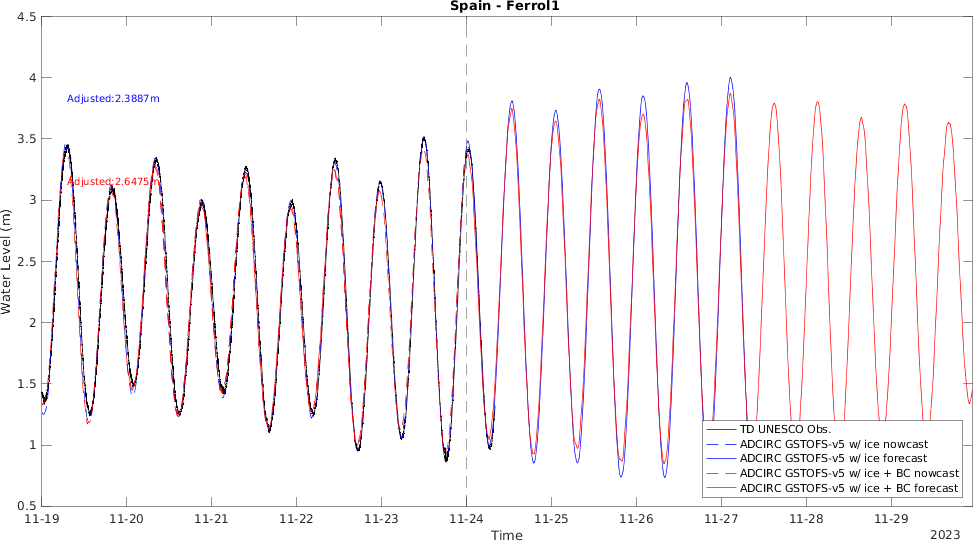 Spain - Ferrol1
4.5
4
3.5
3
2.5
2
1.5
1
0.5
Water Level (m)
Adjusted:2.3887m
Adjusted:2.6475m
TD UNESCO Obs.
ADCIRC GSTOFS-v5 w/ ice nowcast
ADCIRC GSTOFS-v5 w/ ice forecast
ADCIRC GSTOFS-v5 w/ ice + BC nowcast
ADCIRC GSTOFS-v5 w/ ice + BC forecast
11-19 11-20 11-21 11-22 11-23 11-24 11-25 11-26 11-27 11-28 11-29
Time
2023